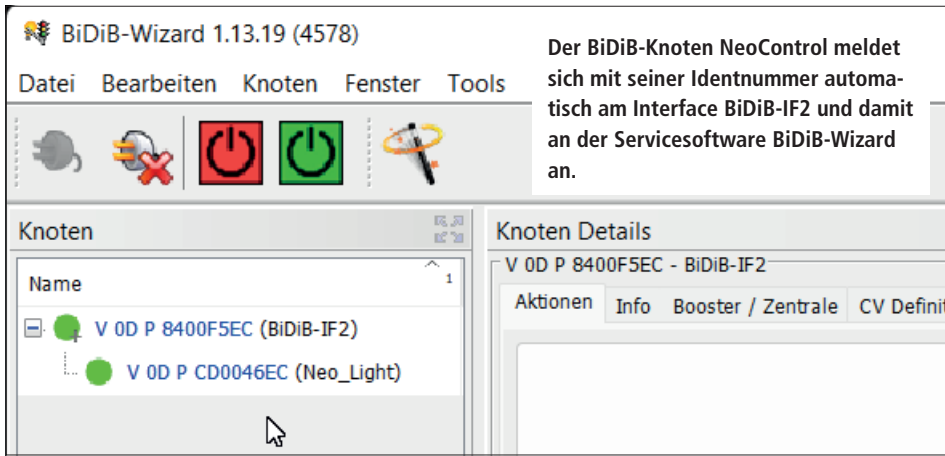 BiDiB-Wizard 1.13.19 (4578)
Datei Bearbeiten Knoten Fenster Tools
Der BiDiB-Knoten NeoControl meldet
sich mit seiner Identnummer automa-
tisch am Interface BiDiB-IF2 und damit
an der Servicesoftware BiDiB-Wizard
an.
Knoten
Name
1
V 0D P 8400F5EC (BiDiB-IF2)
V 0D P CD0046EC (Neo_Light)
Knoten Details
V 0D P 8400F5EC - BiDiB-IF2
Aktionen Info Booster / Zentrale CV Definit